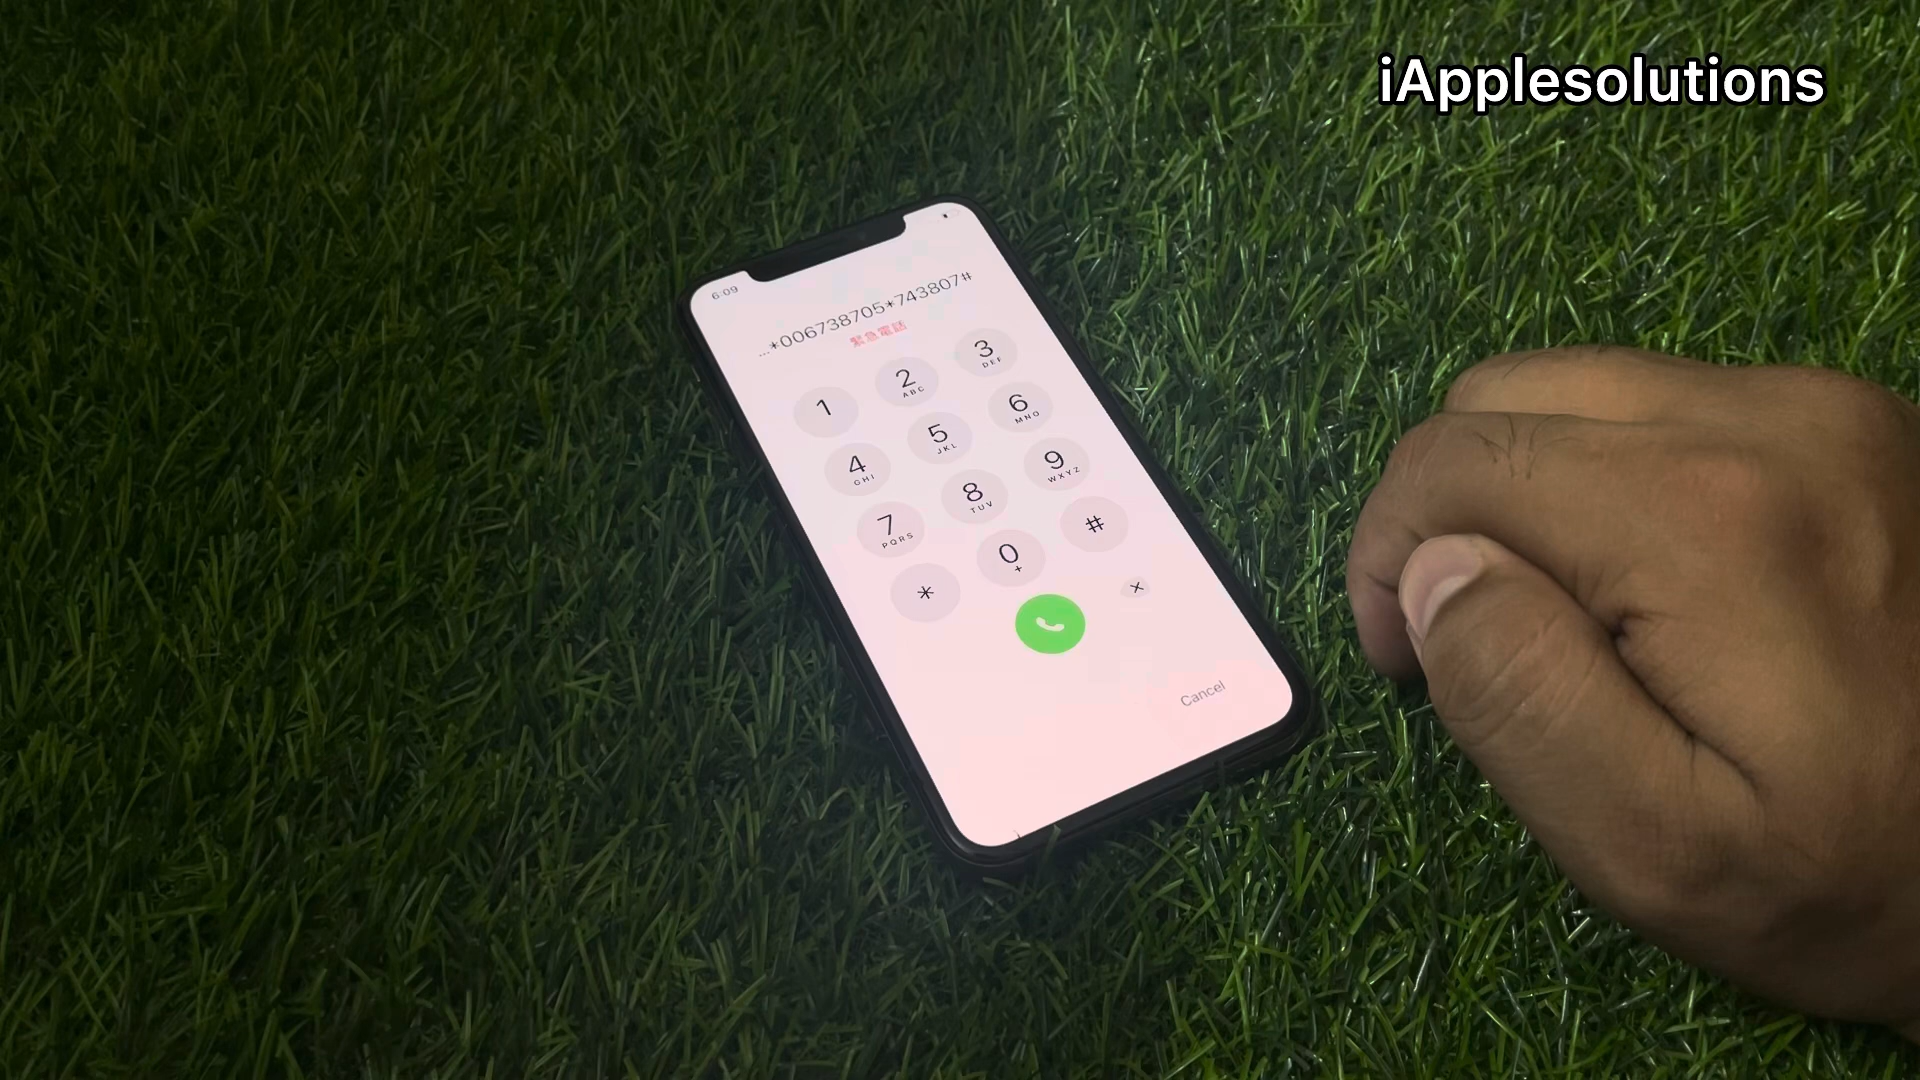 iApplesolutions
6:09
...*006738705*743807#
緊急電話
1
2
ABC
3
DEF
4
GHI
5
JKL
6
MNO
7
PQRS
8
TUV
9
WXYZ
*
0
+
#
Cancel